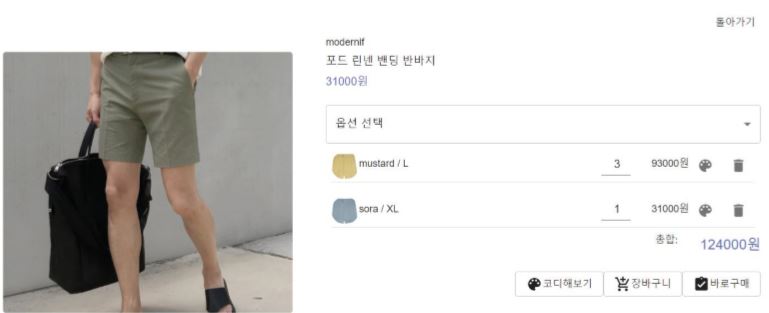 돌아가기
modernif
포드 린넨 밴딩 반바지
31000원
옵션 선택
mustard / L 3 93000원
sora / XL 1 31000원
총합: 124000원
코디해보기 장바구니 바로구매